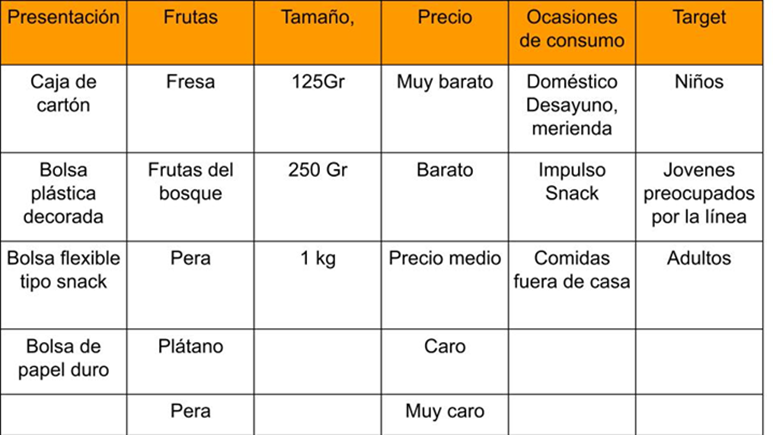 Presentación Frutas Tamaño, Precio Ocasiones Target
de consumo
Caja de Fresa 125Gr Muy barato Doméstico Niños
cartón Desayuno,
merienda
Bolsa Frutas del 250 Gr Barato Impulso Jovenes
plástica bosque Snack preocupados
decorada por la línea
Bolsa flexible Pera 1 kg Precio medio Comidas Adultos
tipo snack fuera de casa
Bolsa de Plátano Caro
papel duro
Pera Muy caro